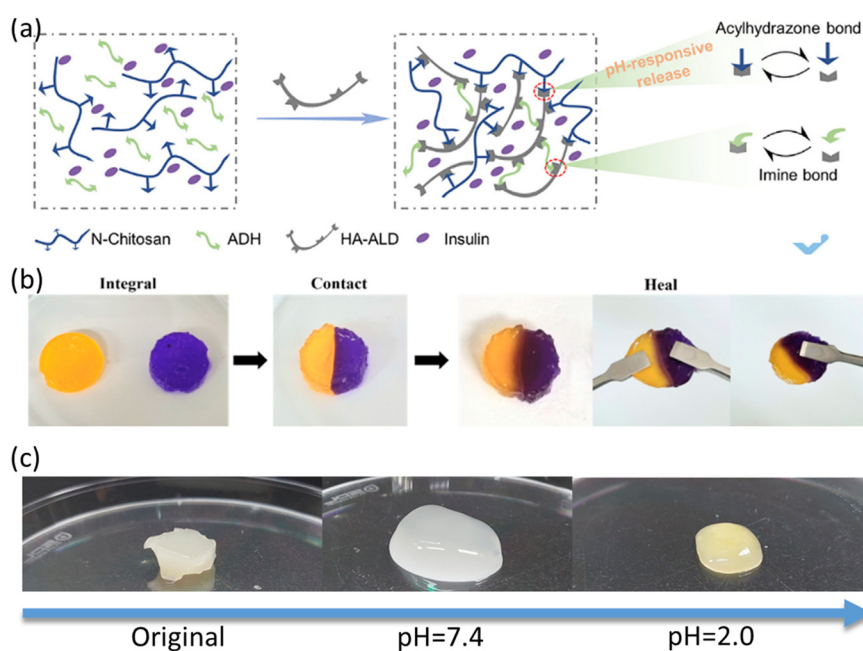 (a)
pH-responsive
release
Acylhydrazone bond
Imine bond
N-Chitosan
ADH
HA-ALD
Insulin
(b)
Integral
Contact
Heal
(c)
Original
pH=7.4
pH=2.0